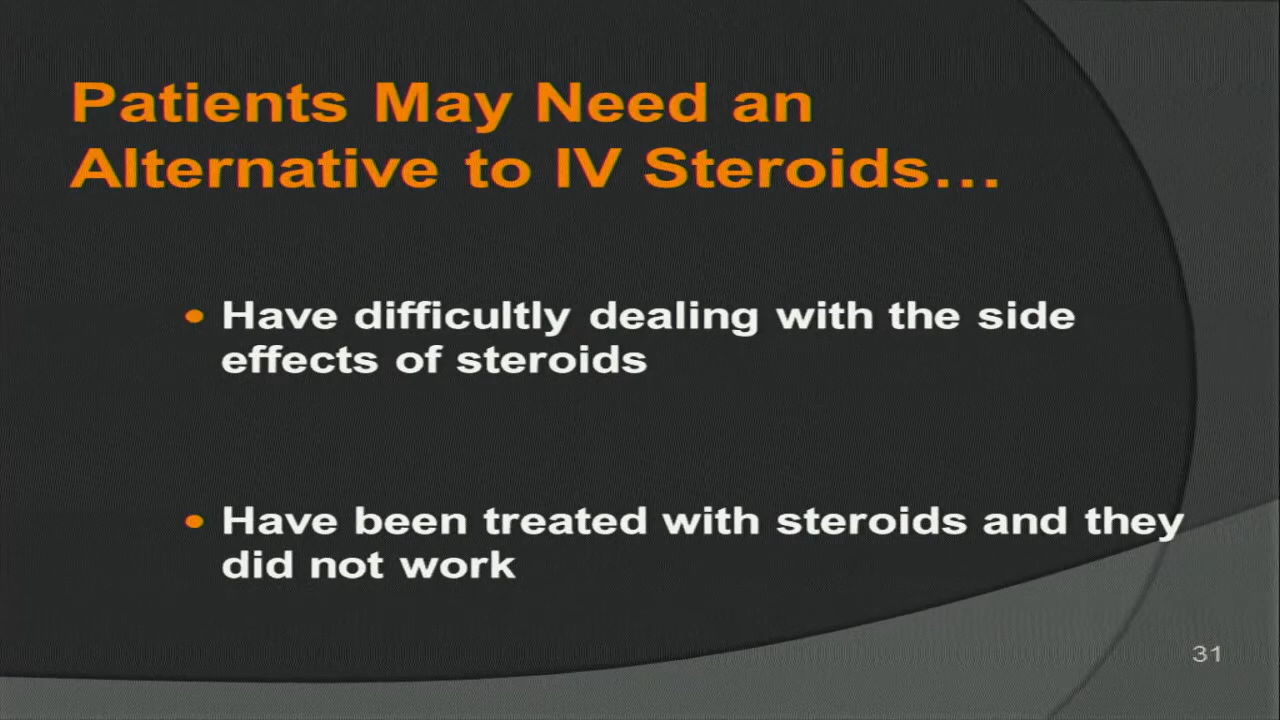 Patients May Need an
Alternative to IV Steroids...
• Have difficultly dealing with the side
effects of steroids
• Have been treated with steroids and they
did not work
31